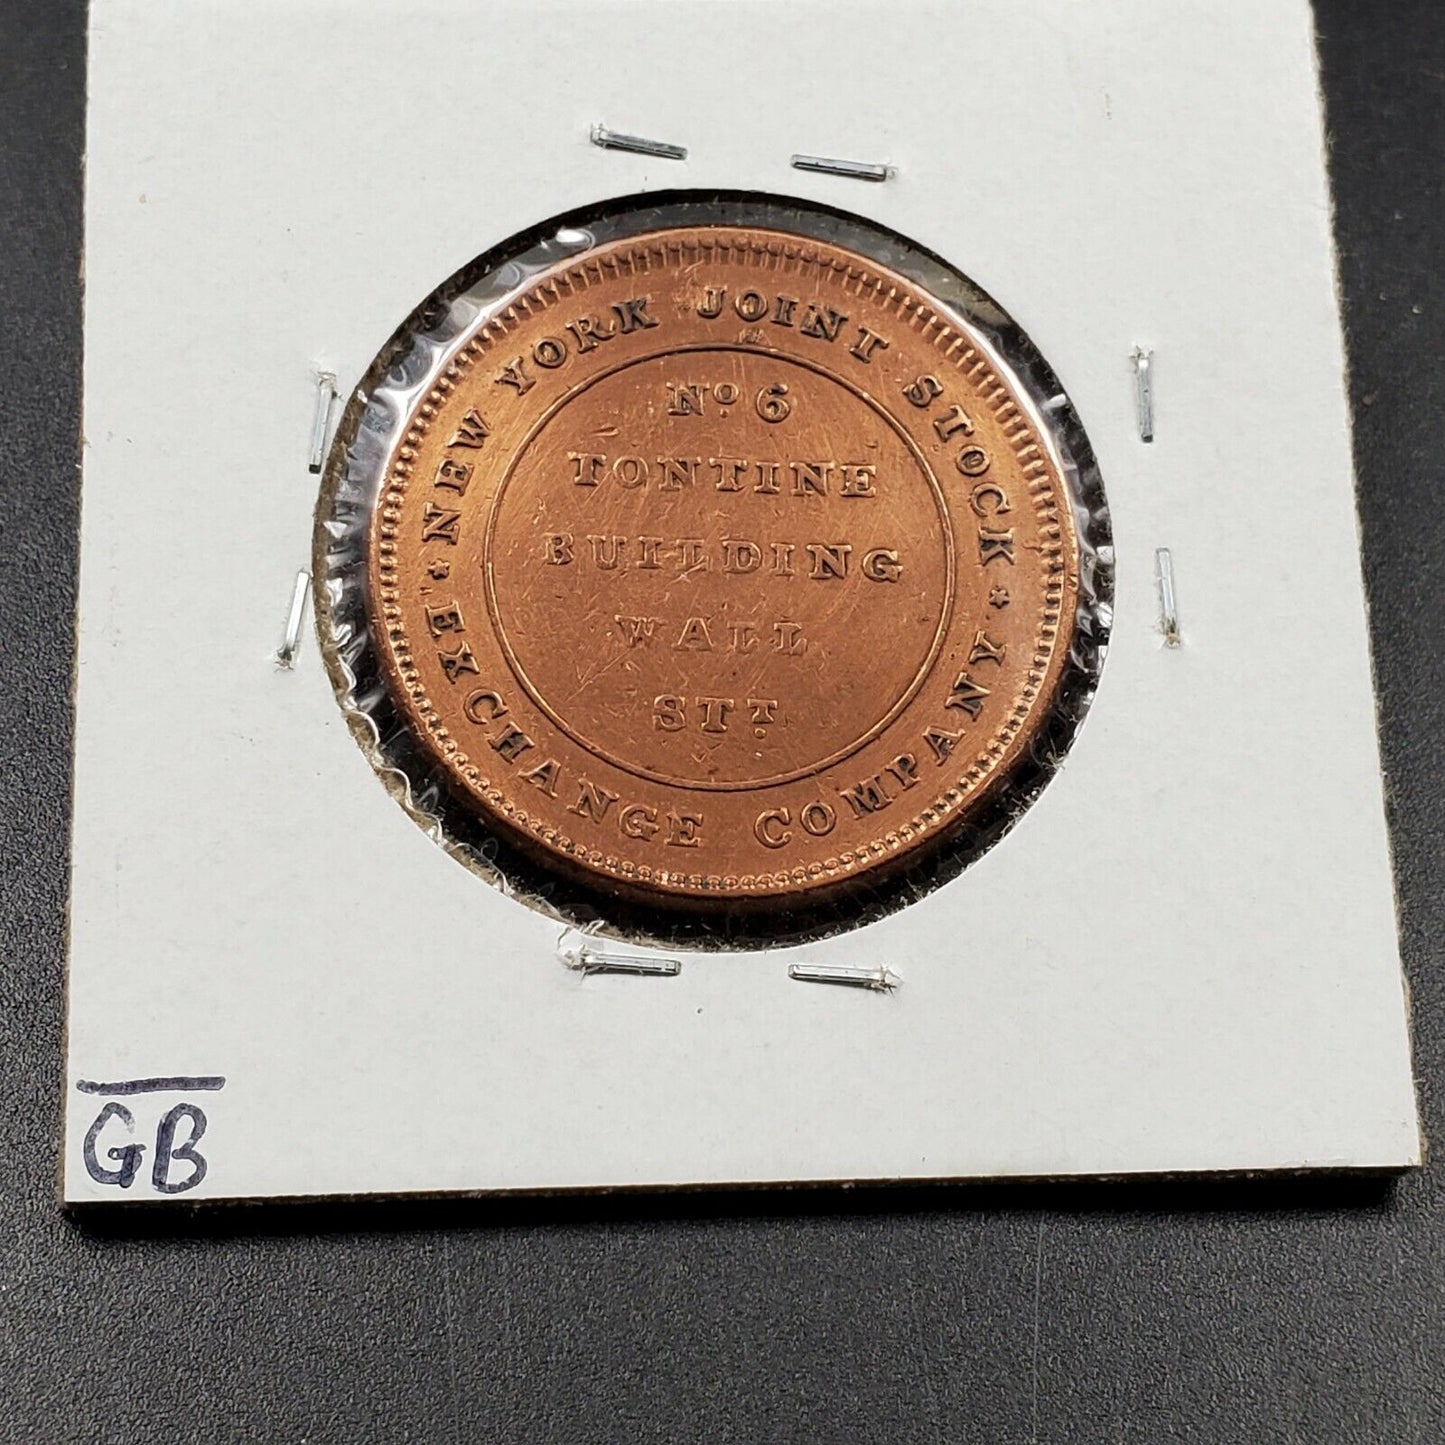 NEW YORK JOINT STOCK
EXCHANGE COMPANY
No 6
TONTINE
BUILDING
WALL
STT.
GB